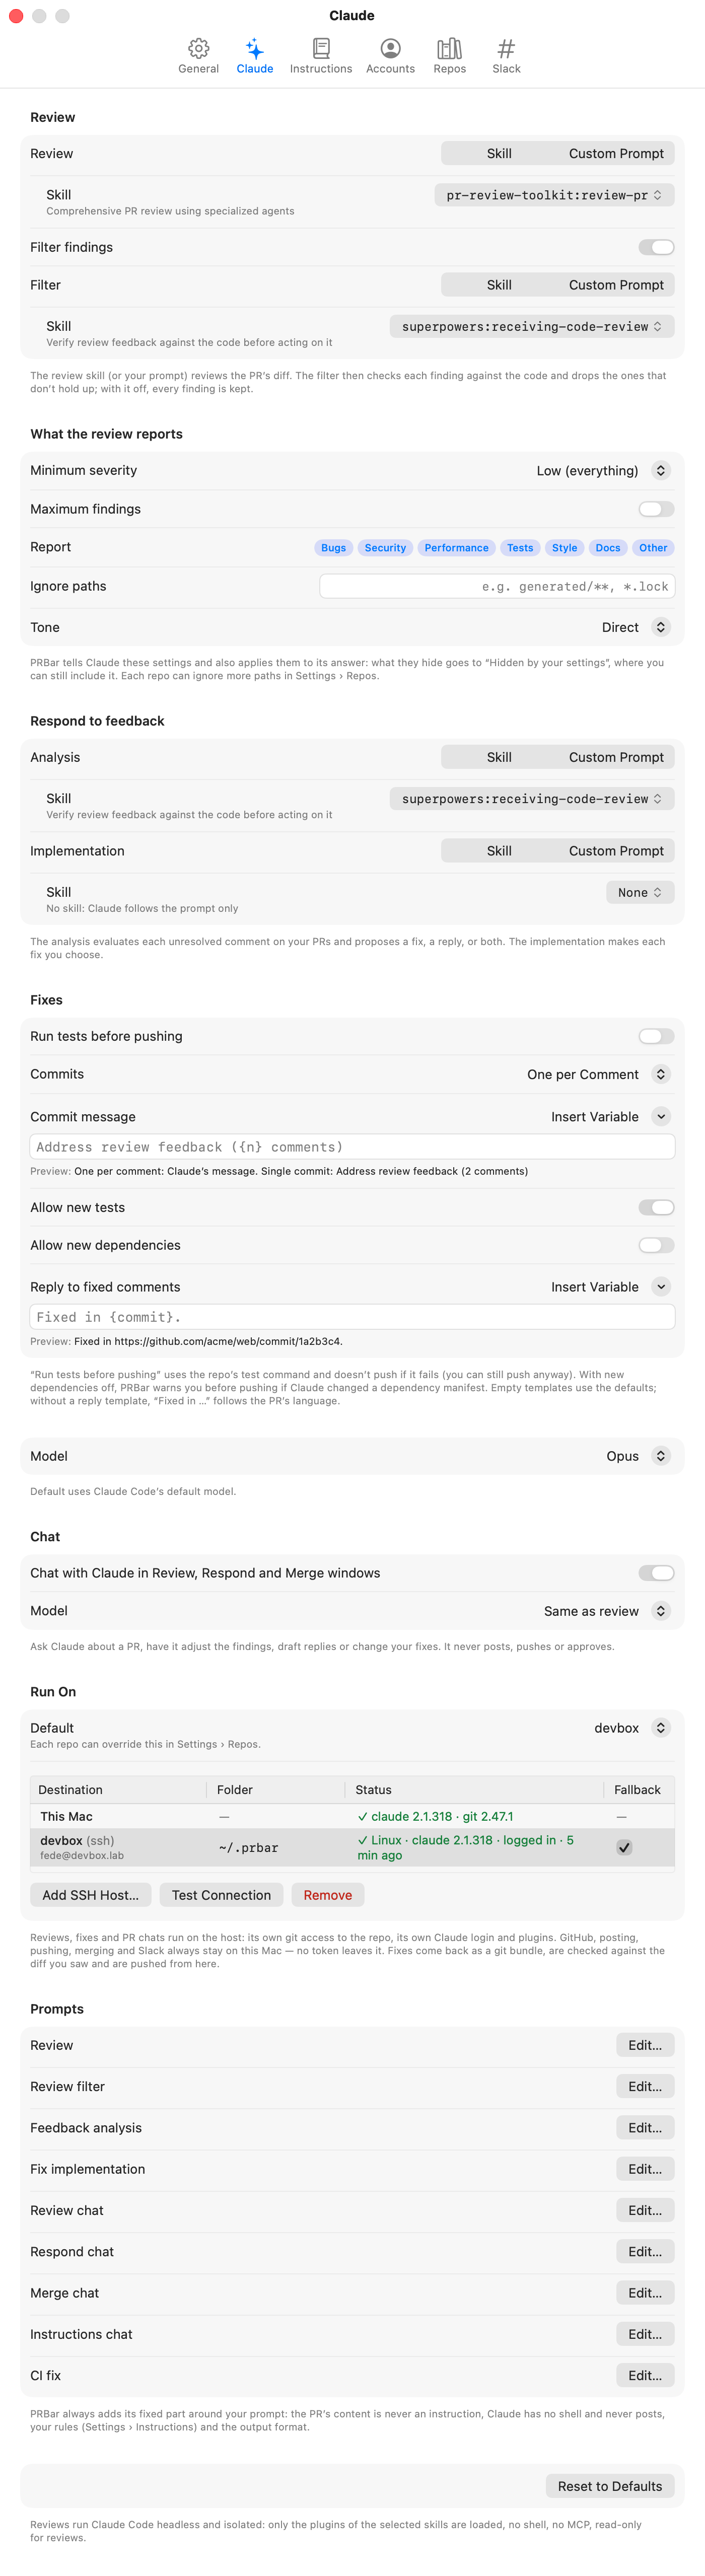 Claude
General
Claude
Instructions
Accounts
Repos
Slack
Review
Review
Skill
Custom Prompt
Skill
pr-review-toolkit:review-pr
Comprehensive PR review using specialized agents
Filter findings
Filter
Skill
Custom Prompt
Skill
superpowers:receiving-code-review
Verify review feedback against the code before acting on it
The review skill (or your prompt) reviews the PR’s diff. The filter then checks each finding against the code and drops the ones that
don’t hold up; with it off, every finding is kept.
What the review reports
Minimum severity
Low (everything)
Maximum findings
Report
Bugs
Security
Performance
Tests
Style
Docs
Other
Ignore paths
e.g. generated/**, *.lock
Tone
Direct
PRBar tells Claude these settings and also applies them to its answer: what they hide goes to “Hidden by your settings”, where you
can still include it. Each repo can ignore more paths in Settings › Repos.
Respond to feedback
Analysis
Skill
Custom Prompt
Skill
superpowers:receiving-code-review
Verify review feedback against the code before acting on it
Implementation
Skill
Custom Prompt
Skill
None
No skill: Claude follows the prompt only
The analysis evaluates each unresolved comment on your PRs and proposes a fix, a reply, or both. The implementation makes each
fix you choose.
Fixes
Run tests before pushing
Commits
One per Comment
Commit message
Insert Variable
Address review feedback ({n} comments)
Preview: One per comment: Claude’s message. Single commit: Address review feedback (2 comments)
Allow new tests
Allow new dependencies
Reply to fixed comments
Insert Variable
Fixed in {commit}.
Preview: Fixed in https://github.com/acme/web/commit/1a2b3c4.
“Run tests before pushing” uses the repo’s test command and doesn’t push if it fails (you can still push anyway). With new
dependencies off, PRBar warns you before pushing if Claude changed a dependency manifest. Empty templates use the defaults;
without a reply template, “Fixed in …” follows the PR’s language.
Model
Opus
Default uses Claude Code’s default model.
Chat
Chat with Claude in Review, Respond and Merge windows
Model
Same as review
Ask Claude about a PR, have it adjust the findings, draft replies or change your fixes. It never posts, pushes or approves.
Run On
Default
devbox
Each repo can override this in Settings › Repos.
Destination
Folder
Status
Fallback
This Mac
—
✓ claude 2.1.318 · git 2.47.1
—
devbox (ssh)
fede@devbox.lab
~/.prbar
✓ Linux · claude 2.1.318 · logged in · 5
min ago
Add SSH Host…
Test Connection
Remove
Reviews, fixes and PR chats run on the host: its own git access to the repo, its own Claude login and plugins. GitHub, posting,
pushing, merging and Slack always stay on this Mac — no token leaves it. Fixes come back as a git bundle, are checked against the
diff you saw and are pushed from here.
Prompts
Review
Edit…
Review filter
Edit…
Feedback analysis
Edit…
Fix implementation
Edit…
Review chat
Edit…
Respond chat
Edit…
Merge chat
Edit…
Instructions chat
Edit…
CI fix
Edit…
PRBar always adds its fixed part around your prompt: the PR’s content is never an instruction, Claude has no shell and never posts,
your rules (Settings › Instructions) and the output format.
Reset to Defaults
Reviews run Claude Code headless and isolated: only the plugins of the selected skills are loaded, no shell, no MCP, read-only
for reviews.